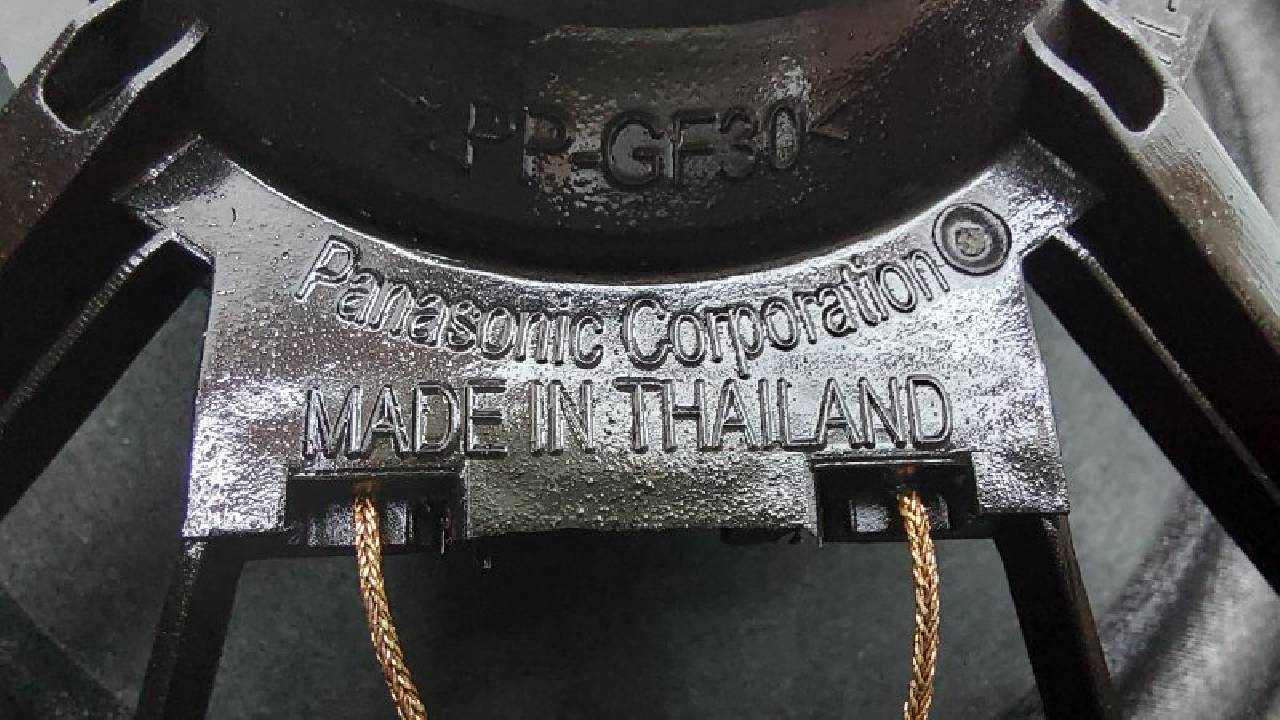 >PP-GF30<
Panasonic Corporation
MADE IN THAILAND